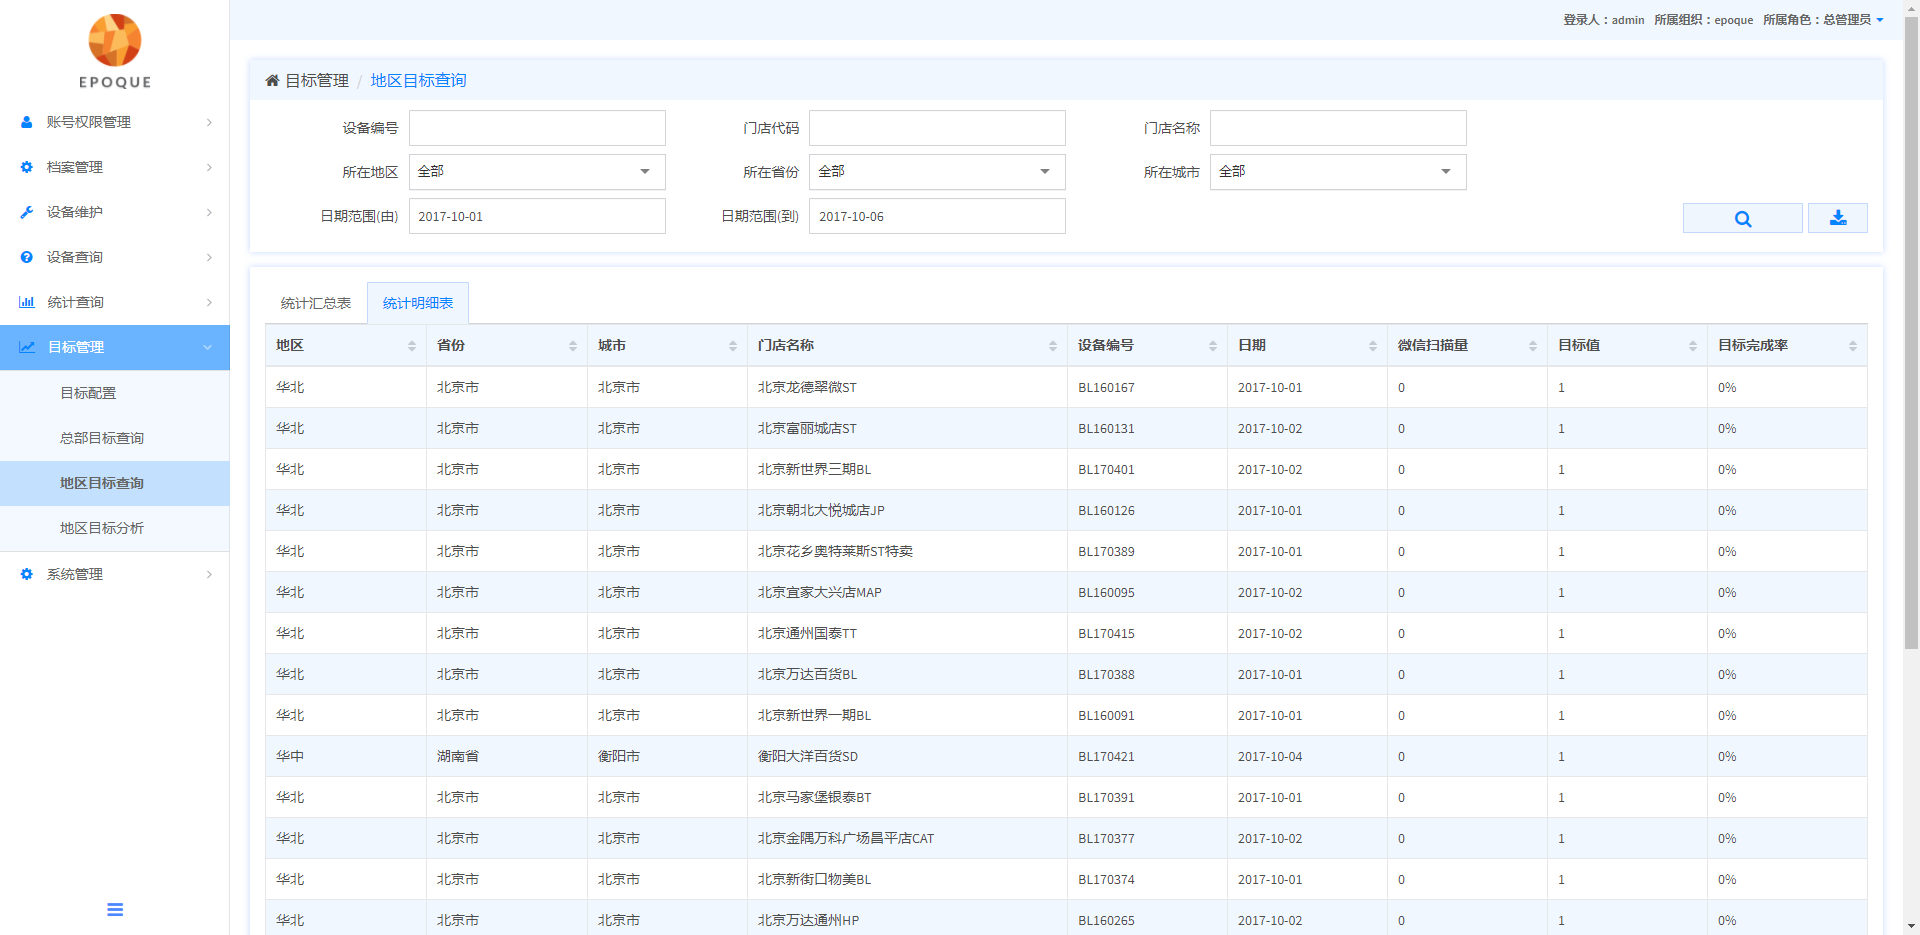 登录人：admin 所属组织：epoque 所属角色：总管理员
EPOQUE
账号权限管理
档案管理
设备维护
设备查询
统计查询
目标管理
目标配置
总部目标查询
地区目标查询
地区目标分析
系统管理
目标管理 / 地区目标查询
设备编号 门店代码 门店名称
所在地区 全部 所在省份 全部 所在城市 全部
日期范围(由) 2017-10-01 日期范围(到) 2017-10-06
统计汇总表 统计明细表
地区 省份 城市 门店名称 设备编号 日期 微信扫描量 目标值 目标完成率
华北 北京市 北京市 北京龙德翠微ST BL160167 2017-10-01 0 1 0%
华北 北京市 北京市 北京富丽城店ST BL160131 2017-10-02 0 1 0%
华北 北京市 北京市 北京新世界三期BL BL170401 2017-10-02 0 1 0%
华北 北京市 北京市 北京朝北大悦城店JP BL160126 2017-10-01 0 1 0%
华北 北京市 北京市 北京花乡奥特莱斯ST特卖 BL170389 2017-10-01 0 1 0%
华北 北京市 北京市 北京宜家大兴店MAP BL160095 2017-10-02 0 1 0%
华北 北京市 北京市 北京通州国泰TT BL170415 2017-10-02 0 1 0%
华北 北京市 北京市 北京万达百货BL BL170388 2017-10-01 0 1 0%
华北 北京市 北京市 北京新世界一期BL BL160091 2017-10-01 0 1 0%
华中 湖南省 衡阳市 衡阳大洋百货SD BL170421 2017-10-04 0 1 0%
华北 北京市 北京市 北京马家堡银泰BT BL170391 2017-10-01 0 1 0%
华北 北京市 北京市 北京金隅万科广场昌平店CAT BL170377 2017-10-02 0 1 0%
华北 北京市 北京市 北京新街口物美BL BL170374 2017-10-01 0 1 0%
华北 北京市 北京市 北京万达通州HP BL160265 2017-10-02 0 1 0%